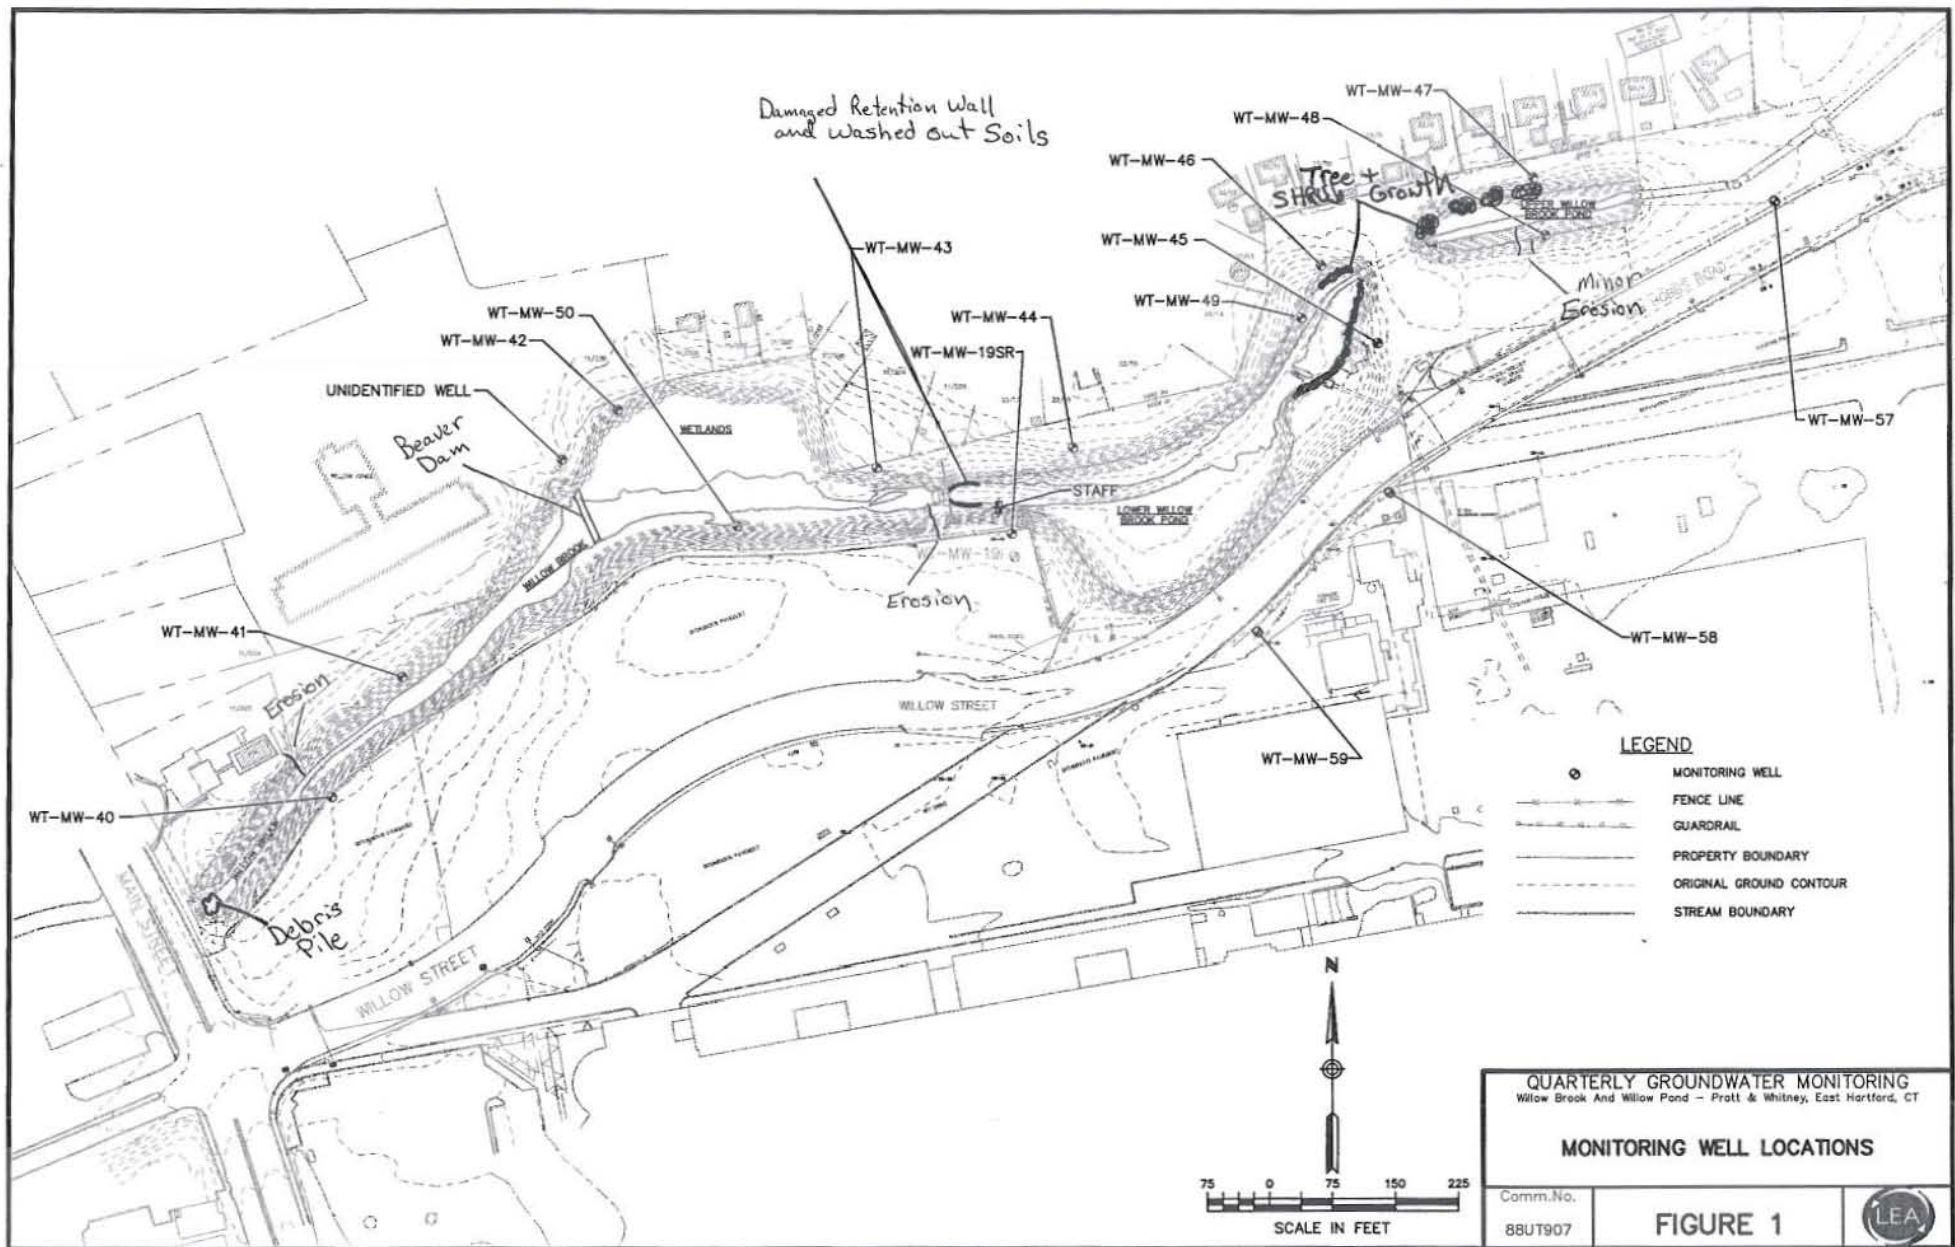 Damaged Retention Wall
and Washed out Soils
WT-MW-47
WT-MW-48
WT-MW-46
Tree +
Shrub Growth
UPPER WILLOW
BROOK POND
WT-MW-45
WT-MW-43
WT-MW-49
Minor
Erosion
WT-MW-50
WT-MW-44
WT-MW-42
WT-MW-19SR
UNIDENTIFIED WELL
WETLANDS
WT-MW-57
Beaver
Dam
STAFF
LOWER WILLOW
BROOK POND
WILLOW BROOK
WT-MW-19
Erosion
WT-MW-41
WT-MW-58
Erosion
WILLOW STREET
WT-MW-59
WT-MW-40
MAIN STREET
Debris
Pile
WILLOW STREET
LEGEND
MONITORING WELL
FENCE LINE
GUARDRAIL
PROPERTY BOUNDARY
ORIGINAL GROUND CONTOUR
STREAM BOUNDARY
N
75 0 75 150 225
SCALE IN FEET
QUARTERLY GROUNDWATER MONITORING
Willow Brook And Willow Pond - Pratt & Whitney, East Hartford, CT
MONITORING WELL LOCATIONS
Comm.No.
88UT907
FIGURE 1
LEA